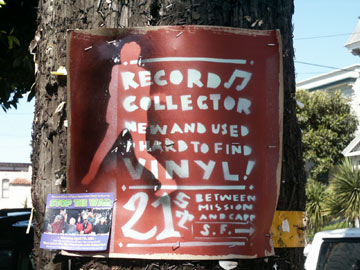 RECORD
COLLECTOR
NEW AND USED
HARD TO FIND
VINYL!
21ST
BETWEEN
MISSION
AND CAPP
S.F.